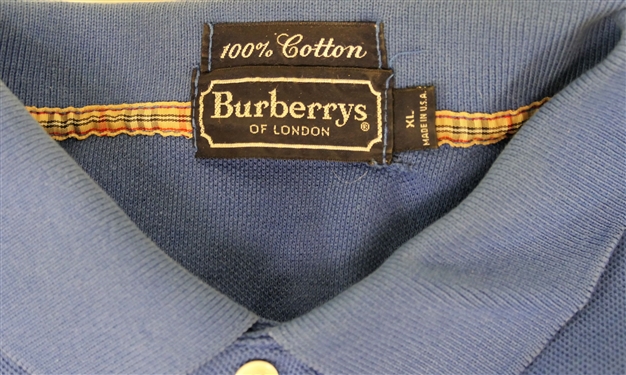 100% Cotton
Burberrys
OF LONDON ®
XL
MADE IN U.S.A.